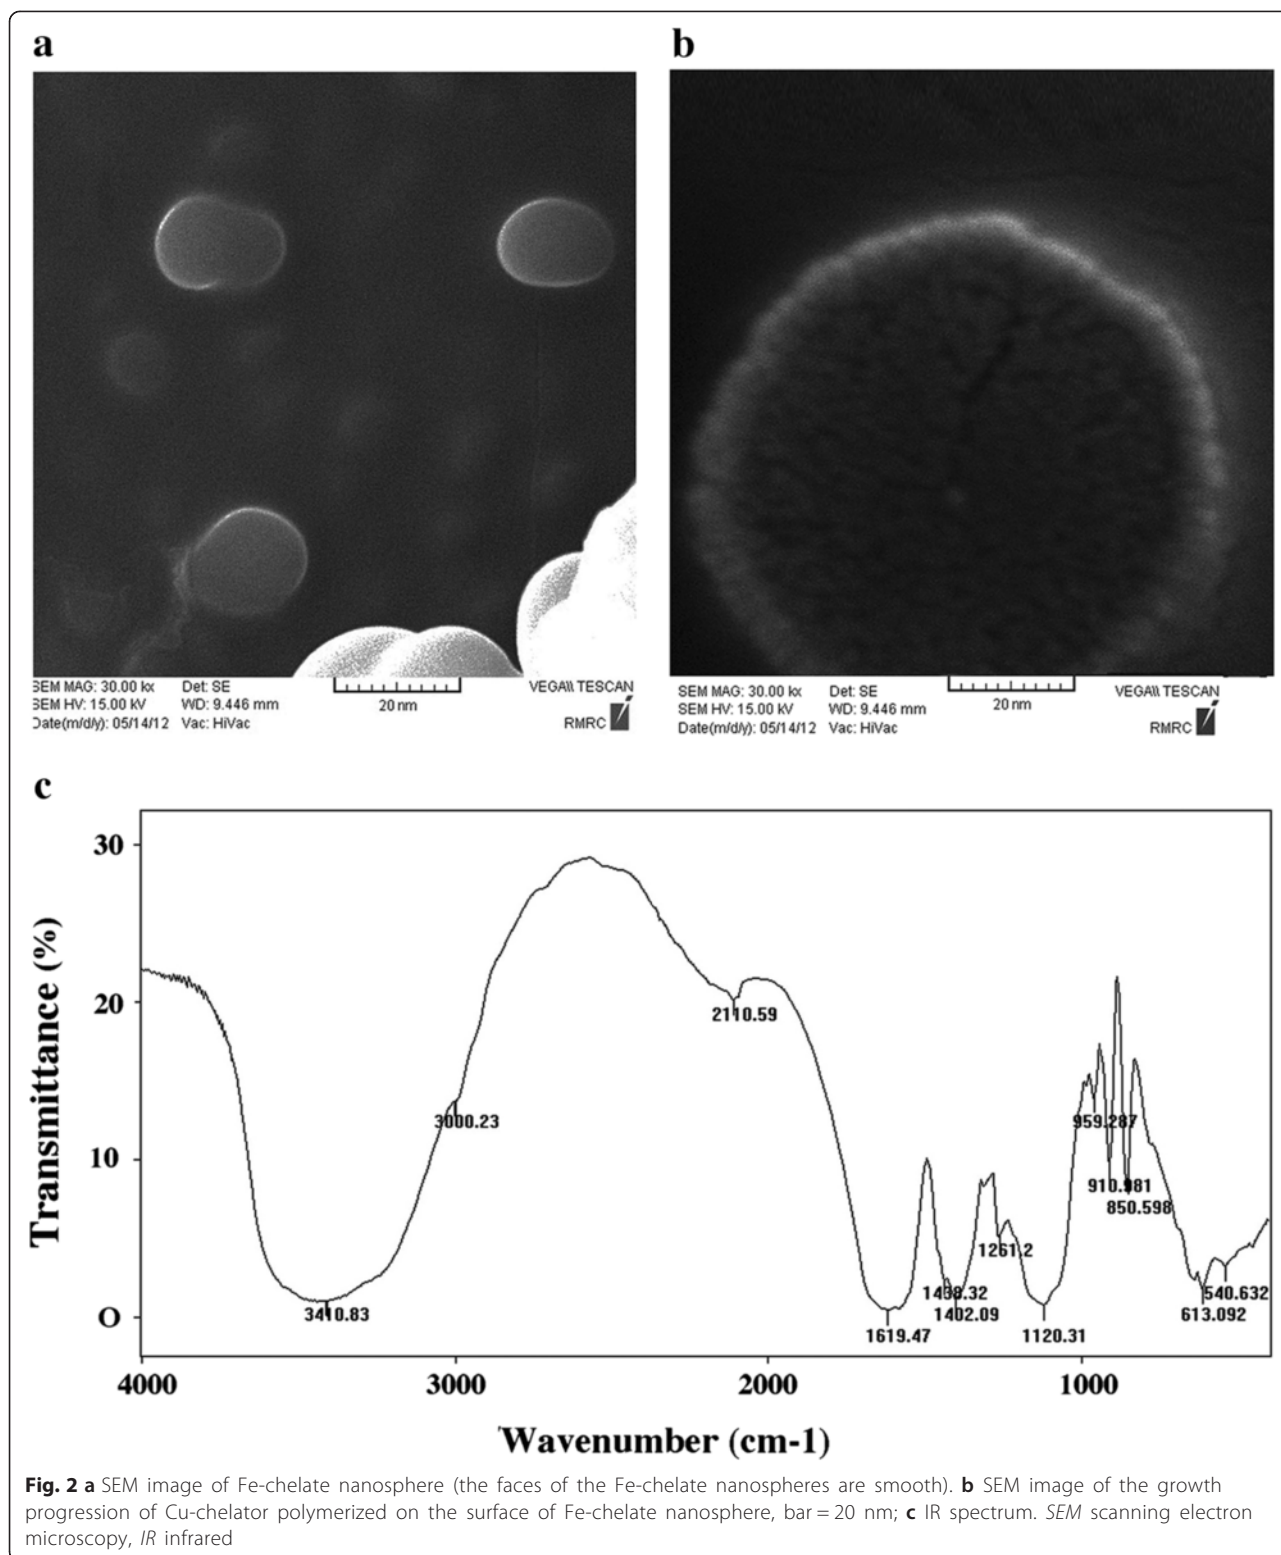 a
b
SEM MAG: 30.00 kx Det: SE
SEM HV: 15.00 kV WD: 9.446 mm
Date(m/d/y): 05/14/12 Vac: HiVac
20 nm
VEGA\\ TESCAN
RMRC
SEM MAG: 30.00 kx Det: SE
SEM HV: 15.00 kV WD: 9.446 mm
Date(m/d/y): 05/14/12 Vac: HiVac
20 nm
VEGA\\ TESCAN
RMRC
c
30
20
10
O
Transmittance (%)
3410.83
3000.23
2110.59
1619.47
1438.32
1402.09
1261.2
1120.31
959.287
910.981
850.598
613.092
540.632
4000
3000
2000
1000
Wavenumber (cm-1)
Fig. 2 a SEM image of Fe-chelate nanosphere (the faces of the Fe-chelate nanospheres are smooth). b SEM image of the growth
progression of Cu-chelator polymerized on the surface of Fe-chelate nanosphere, bar = 20 nm; c IR spectrum. SEM scanning electron
microscopy, IR infrared